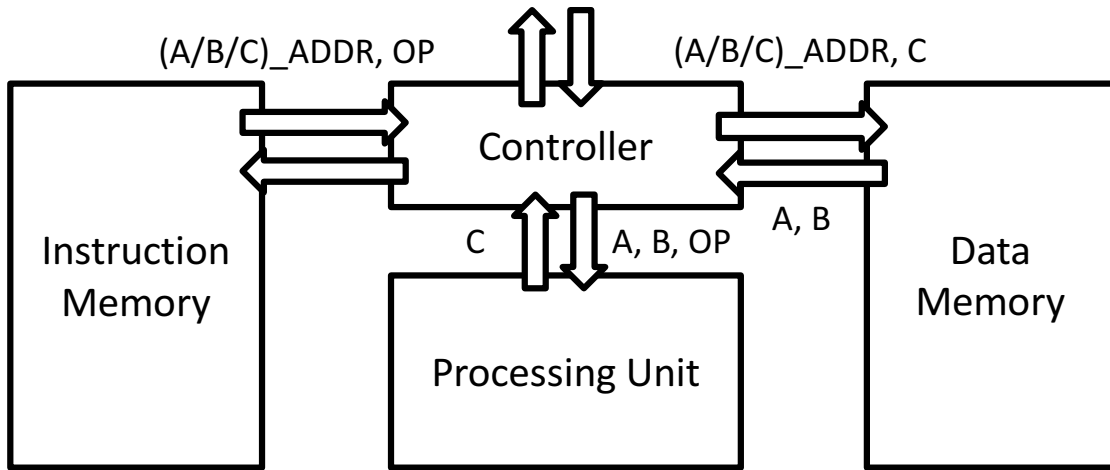 (A/B/C)_ADDR, OP
(A/B/C)_ADDR, C
Controller
A, B
C
A, B, OP
Instruction
Memory
Data
Memory
Processing Unit